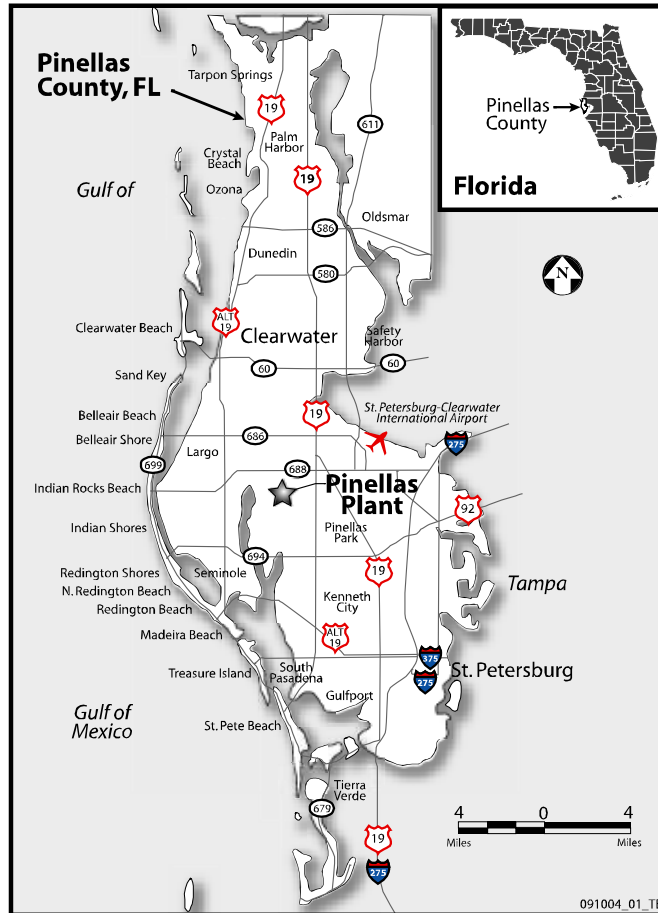 Pinellas
County, FL
Tarpon Springs
19
Palm
Harbor
611
Crystal
Beach
Gulf of
Ozona
19
Oldsmar
586
Dunedin
580
Pinellas
County
Florida
N
ALT
19
Clearwater Beach
Clearwater
Safety
Harbor
60
60
Sand Key
St. Petersburg-Clearwater
International Airport
19
Belleair Beach
Belleair Shore
686
275
Largo
699
688
Indian Rocks Beach
Pinellas
Plant
92
Indian Shores
Pinellas
Park
694
19
Redington Shores
Seminole
Tampa
N. Redington Beach
Kenneth
City
Redington Beach
ALT
19
Madeira Beach
375
Treasure Island
South
Pasadena
St. Petersburg
275
Gulfport
Gulf of
Mexico
St. Pete Beach
Tierra
Verde
679
4 0 4
Miles Miles
19
275
091004_01_TE